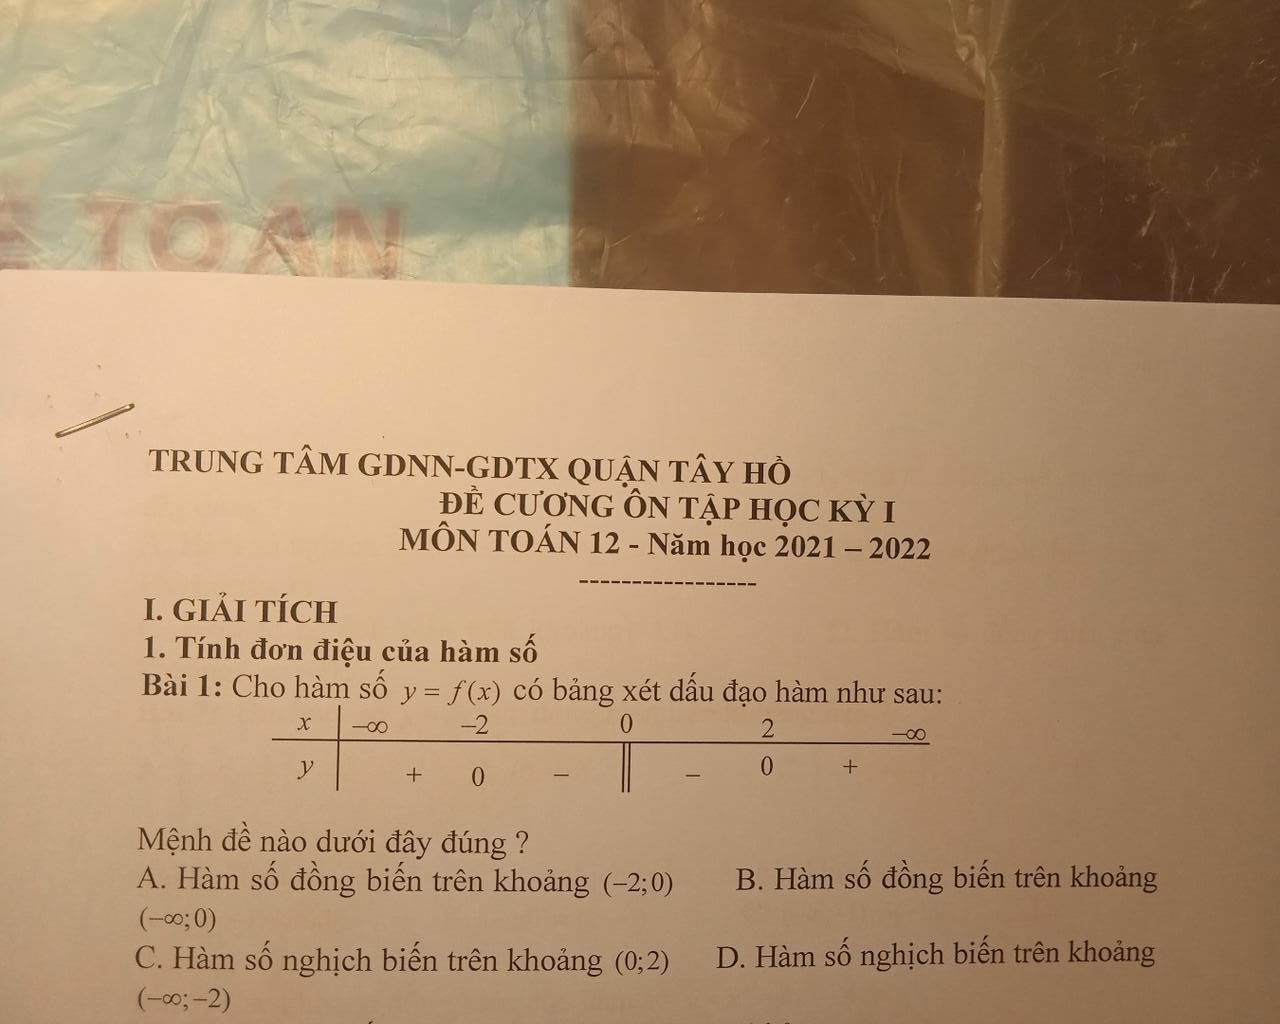 TOÁN
TRUNG TÂM GDNN-GDTX QUẬN TÂY HỒ
ĐỀ CƯƠNG ÔN TẬP HỌC KỲ I
MÔN TOÁN 12 - Năm học 2021 – 2022
-----------------
I. GIẢI TÍCH
1. Tính đơn điệu của hàm số
Bài 1: Cho hàm số y = f(x) có bảng xét dấu đạo hàm như sau:
x –∞ –2 0 2 –∞
y + 0 – – 0 +
Mệnh đề nào dưới đây đúng ?
A. Hàm số đồng biến trên khoảng (–2;0) B. Hàm số đồng biến trên khoảng
(–∞;0)
C. Hàm số nghịch biến trên khoảng (0;2) D. Hàm số nghịch biến trên khoảng
(–∞;–2)